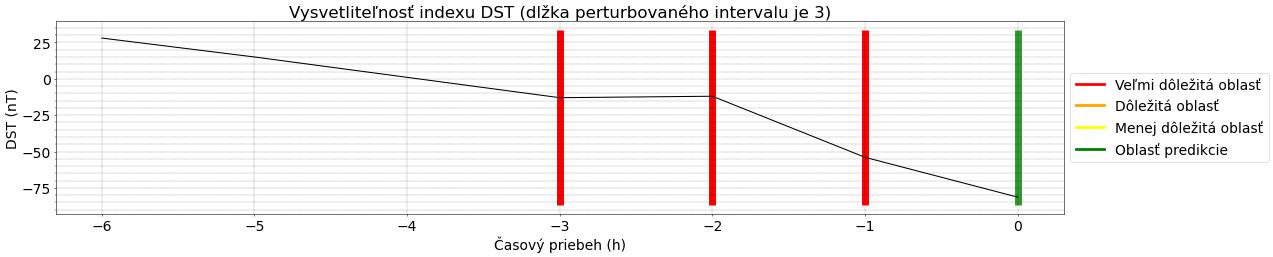 Vysvetliteľnosť indexu DST (dĺžka perturbovaného intervalu je 3)
25
0
−25
−50
−75
DST (nT)
−6 −5 −4 −3 −2 −1 0
Časový priebeh (h)
Veľmi dôležitá oblasť
Dôležitá oblasť
Menej dôležitá oblasť
Oblasť predikcie